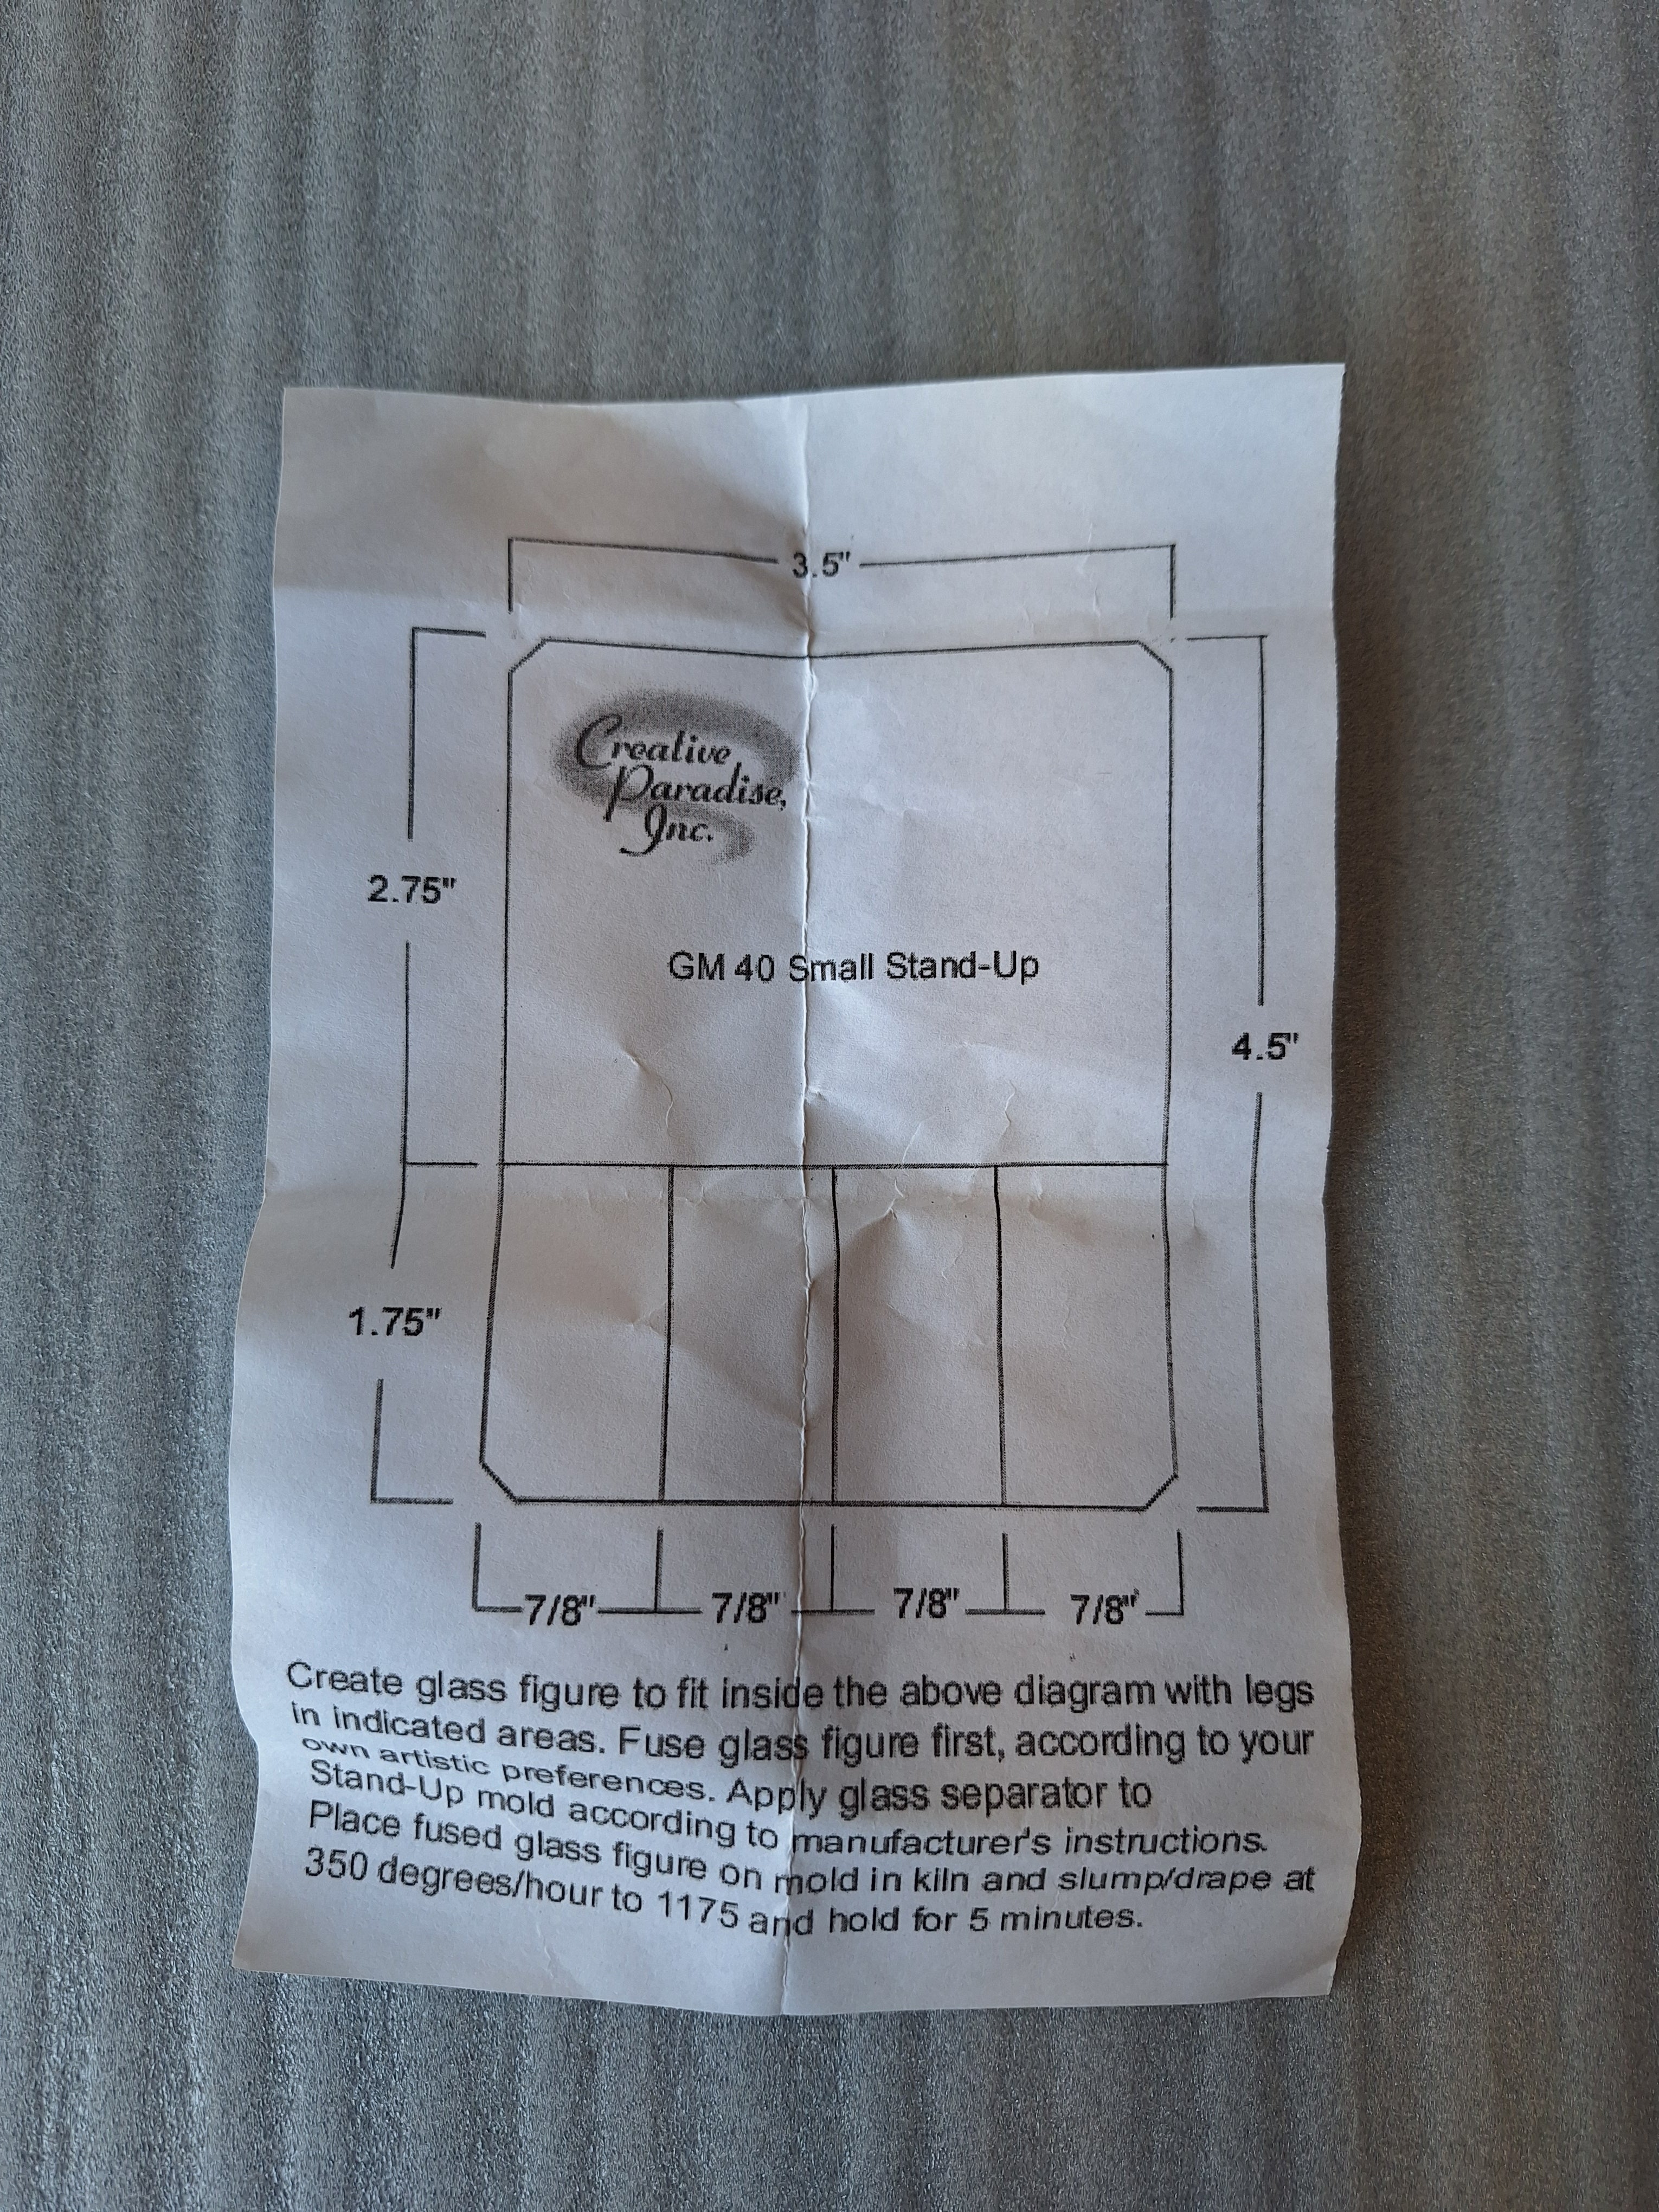 3.5"
Creative
Paradise,
Inc.
2.75"
GM 40 Small Stand-Up
4.5"
1.75"
7/8" 7/8" 7/8" 7/8"
Create glass figure to fit inside the above diagram with legs
in indicated areas. Fuse glass figure first, according to your
own artistic preferences. Apply glass separator to
Stand-Up mold according to manufacturer's instructions.
Place fused glass figure on mold in kiln and slump/drape at
350 degrees/hour to 1175 and hold for 5 minutes.